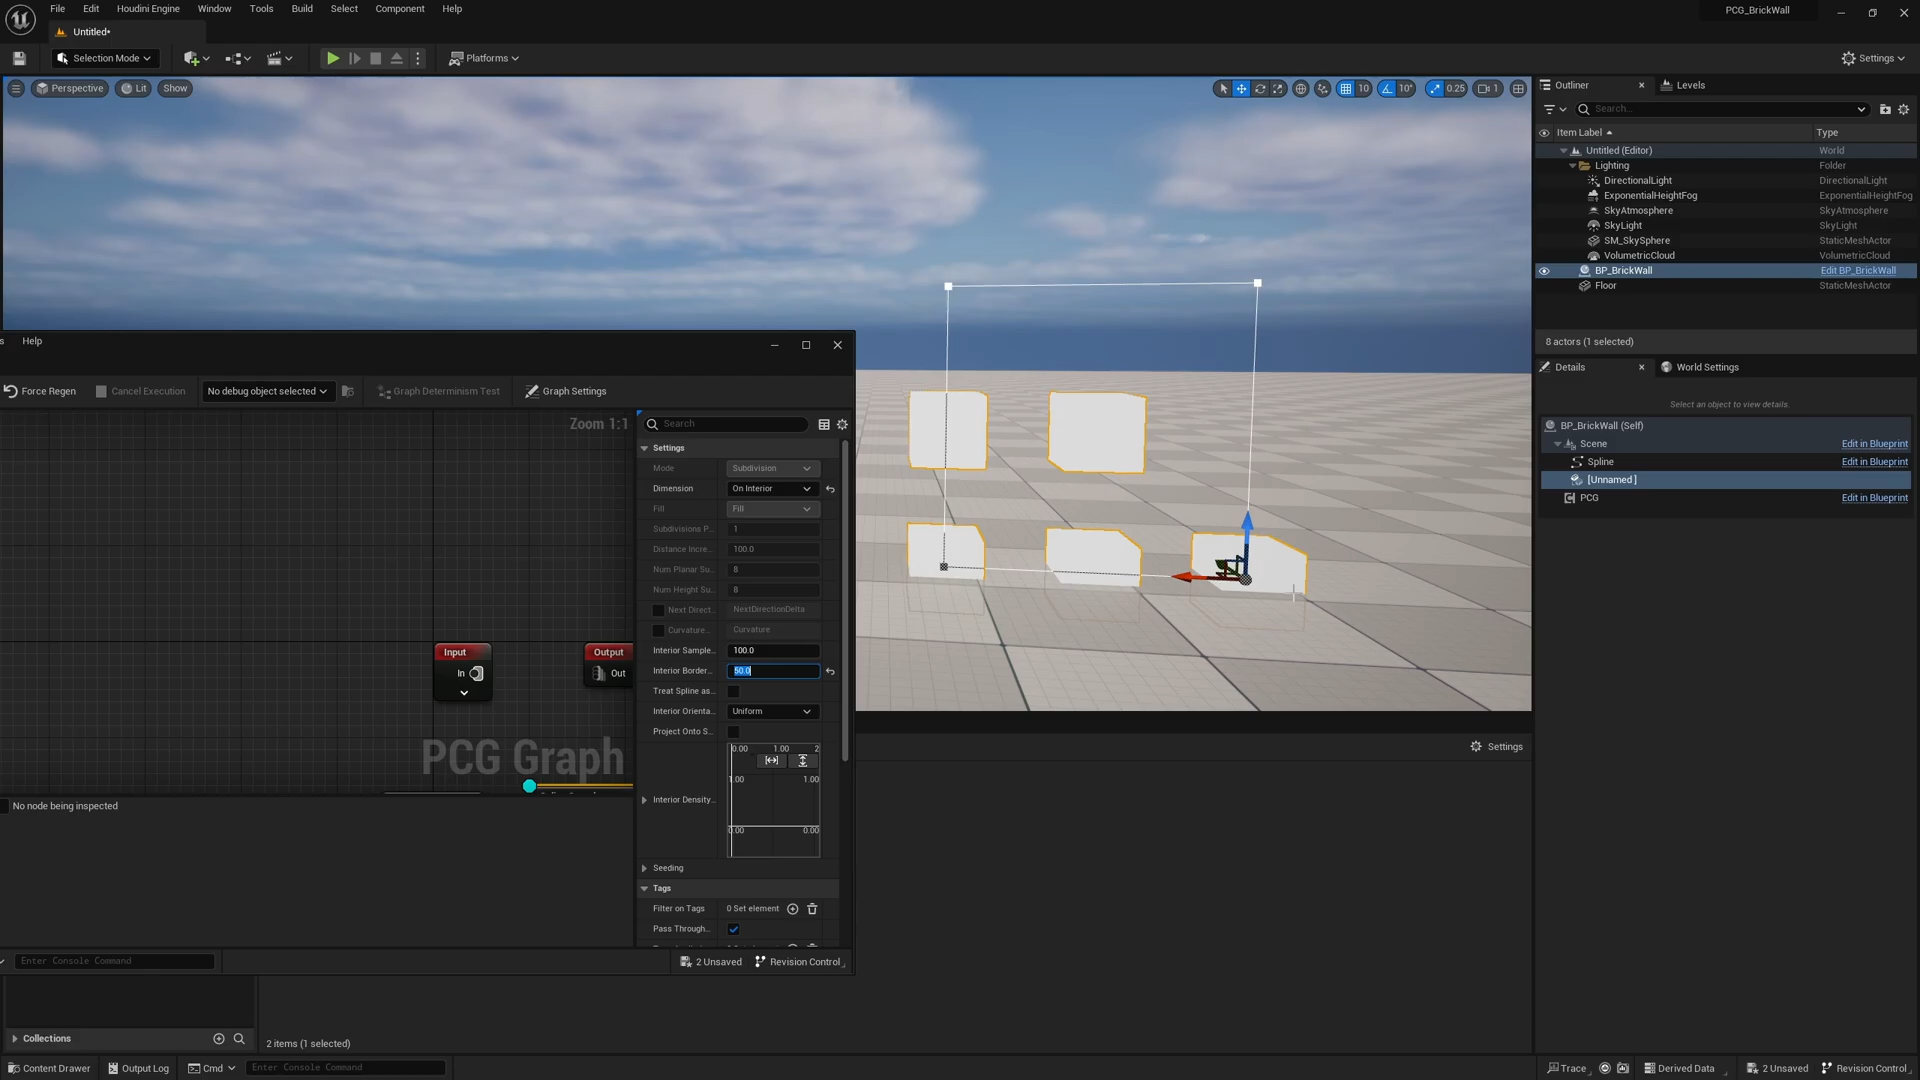 File Edit Window Tools Build Select Actor Help
Houdini Engine
Component
PCG_BrickWall
Untitled•
Selection Mode
Platforms
Settings
Perspective
Lit
Show
10
10°
0.25
1
Outliner
Levels
Search...
Item Label
Type
Untitled (Editor) World
Lighting Folder
DirectionalLight DirectionalLight
ExponentialHeightFog ExponentialHeightFog
SkyAtmosphere SkyAtmosphere
SkyLight SkyLight
SM_SkySphere StaticMeshActor
VolumetricCloud VolumetricCloud
BP_BrickWall Edit BP_BrickWall
Floor StaticMeshActor
8 actors (1 selected)
Details
World Settings
Select an object to view details.
BP_BrickWall (Self)
Scene Edit in Blueprint
Spline Edit in Blueprint
[Unnamed ]
PCG Edit in Blueprint
s Help
Force Regen
Cancel Execution
No debug object selected
Graph Determinism Test
Graph Settings
Zoom 1:1
Search
Settings
Mode Subdivision
Dimension On Interior
Fill Fill
Subdivisions P... 1
Distance Incre... 100.0
Num Planar Su... 8
Num Height Su... 8
Next Direct... NextDirectionDelta
Curvature... Curvature
Interior Sample... 100.0
Interior Border... 50.0
Treat Spline as...
Interior Orienta... Uniform
Project Onto S...
0.00 1.00 2
1.00 1.00
Interior Density...
0.00 0.00
Seeding
Tags
Filter on Tags 0 Set element
Pass Through...
Input
In
Output
Out
PCG Graph
No node being inspected
Enter Console Command
2 Unsaved
Revision Control
Settings
Collections
2 items (1 selected)
Content Drawer
Output Log
Cmd
Enter Console Command
Trace
Derived Data
2 Unsaved
Revision Control